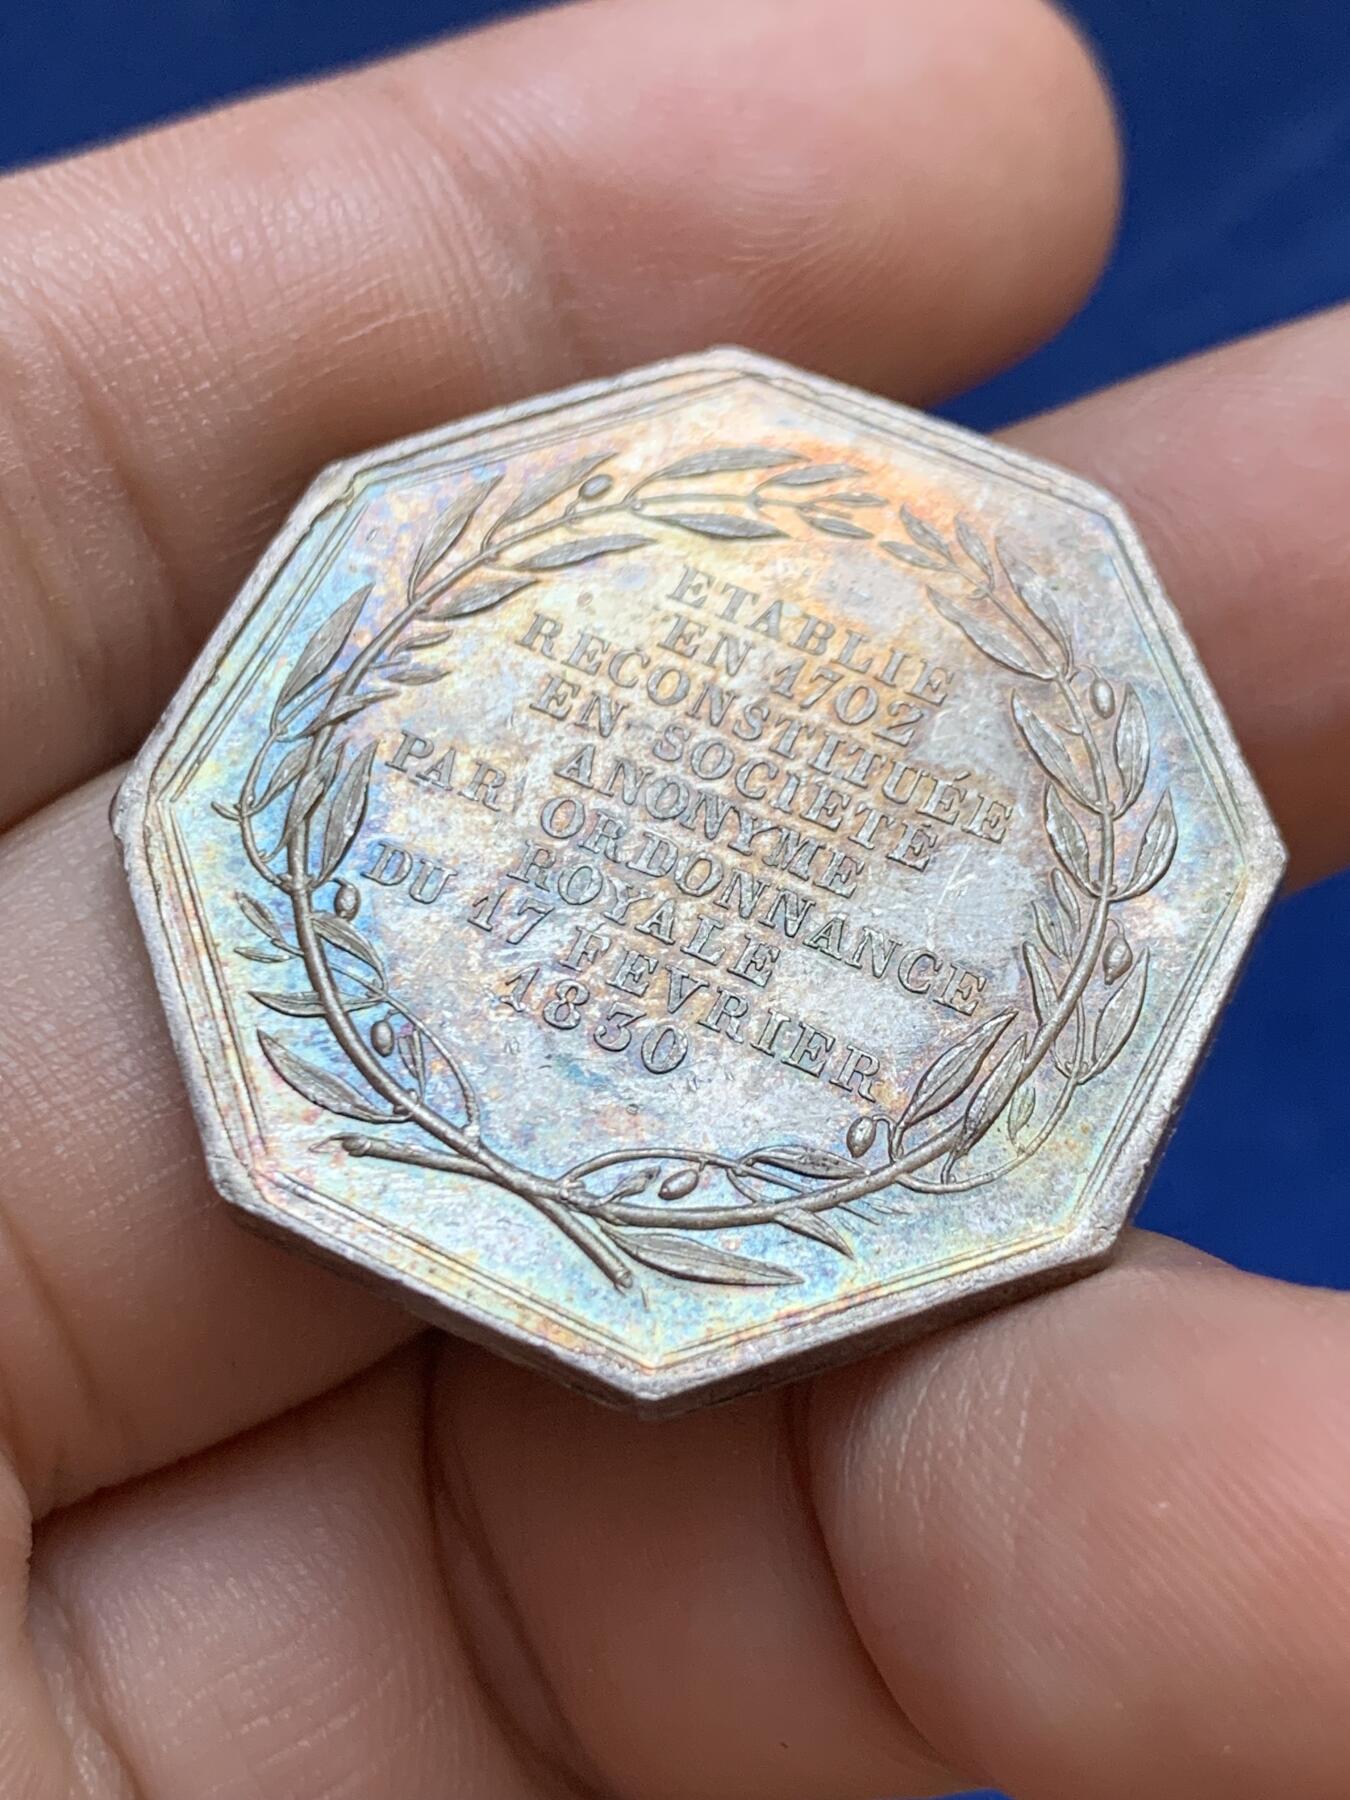 ETABLIE
EN 1702
RECONSTITUÉE
EN SOCIÉTÉ
ANONYME
PAR ORDONNANCE
ROYALE
DU 17 FEVRIER
1830